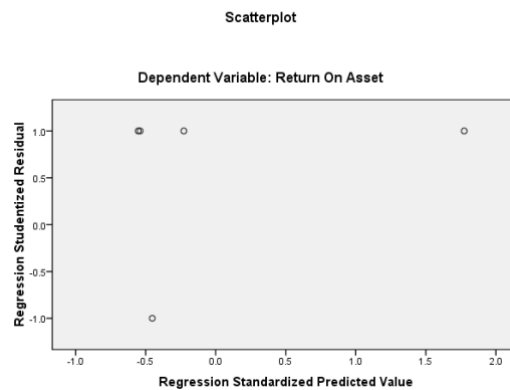 Scatterplot
Dependent Variable: Return On Asset
Regression Studentized Residual
1.0
0.5
0.0
-0.5
-1.0
-1.0 -0.5 0.0 0.5 1.0 1.5 2.0
Regression Standardized Predicted Value